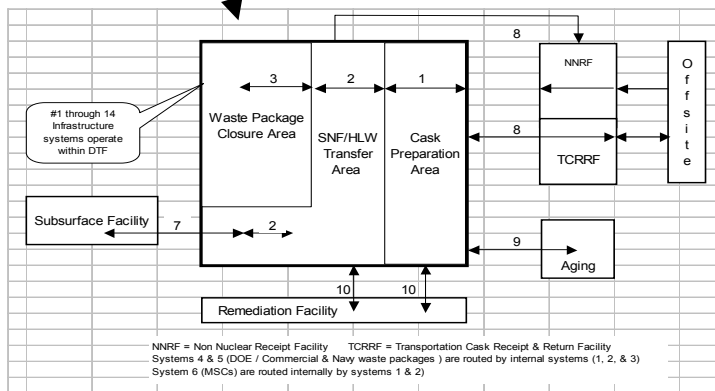 8
NNRF
Offsite
3
2
1
#1 through 14
Infrastructure
systems operate
within DTF
Waste Package
Closure Area
SNF/HLW
Transfer
Area
Cask
Preparation
Area
8
TCRRF
Subsurface Facility
7
2
9
Aging
10
10
Remediation Facility
NNRF = Non Nuclear Receipt Facility TCRRF = Transportation Cask Receipt & Return Facility
Systems 4 & 5 (DOE / Commercial & Navy waste packages ) are routed by internal systems (1, 2, & 3)
System 6 (MSCs) are routed internally by systems 1 & 2)